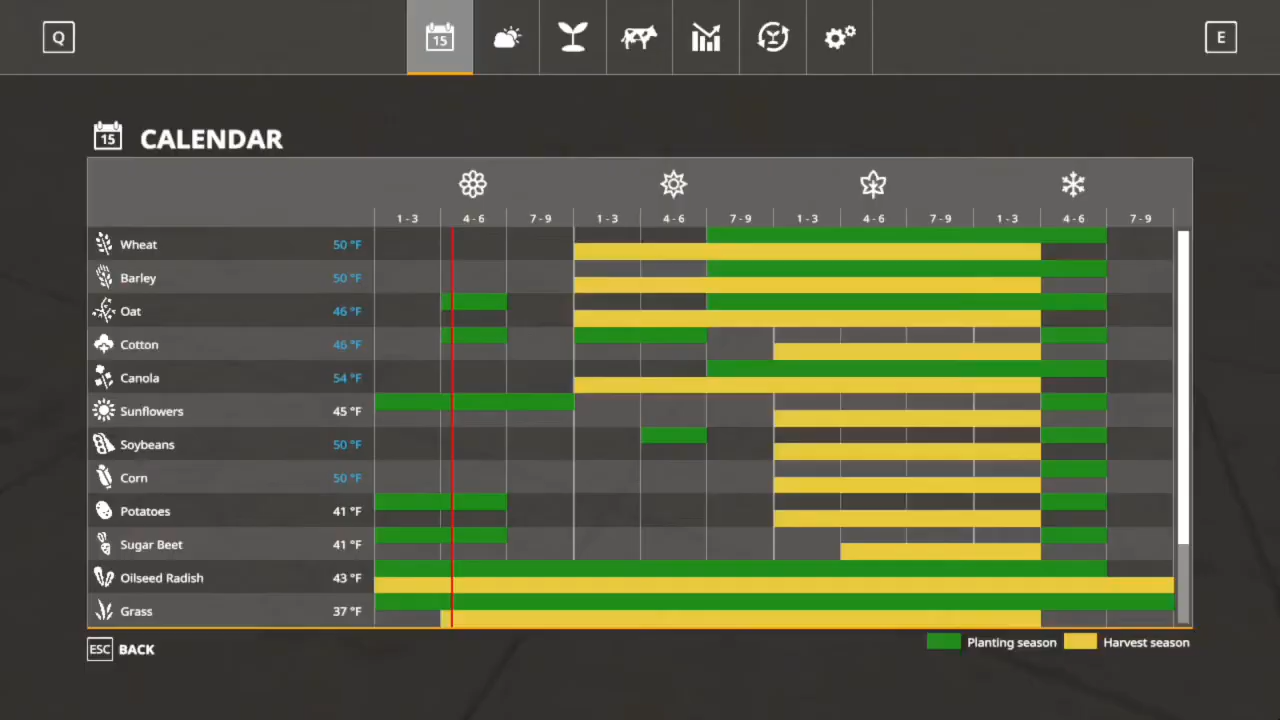 Q
15
E
15 CALENDAR
1 - 3 4 - 6 7 - 9 1 - 3 4 - 6 7 - 9 1 - 3 4 - 6 7 - 9 1 - 3 4 - 6 7 - 9
Wheat 50 °F
Barley 50 °F
Oat 46 °F
Cotton 46 °F
Canola 54 °F
Sunflowers 45 °F
Soybeans 50 °F
Corn 50 °F
Potatoes 41 °F
Sugar Beet 41 °F
Oilseed Radish 43 °F
Grass 37 °F
ESC BACK
Planting season Harvest season